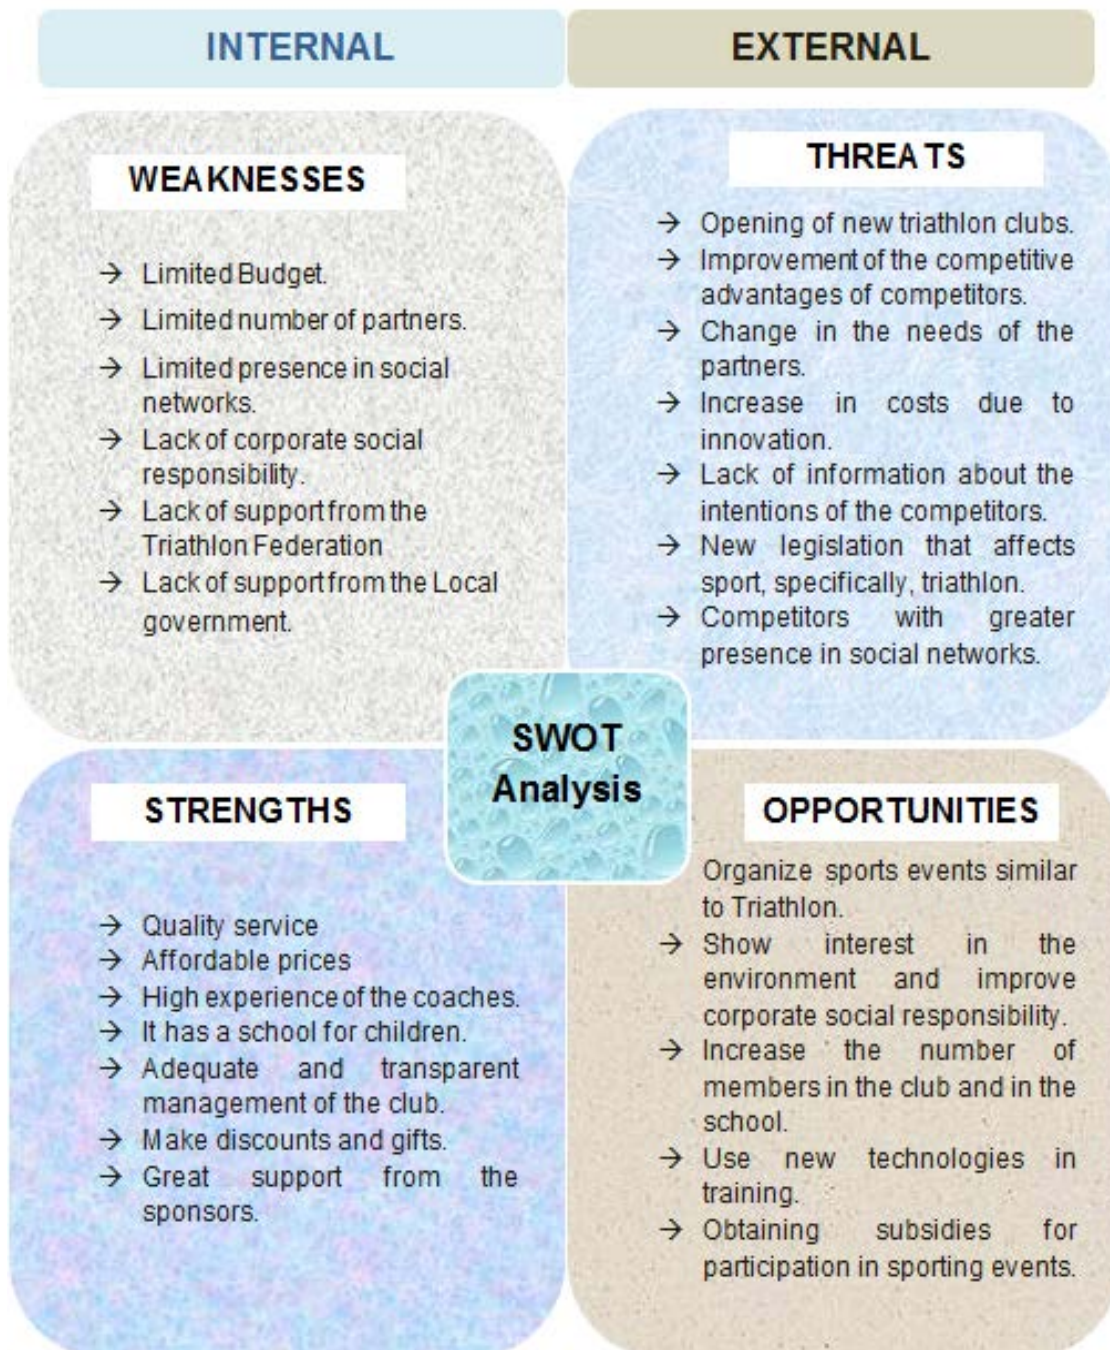 INTERNAL
EXTERNAL
WEAKNESSES
→ Limited Budget.
→ Limited number of partners.
→ Limited presence in social
networks.
→ Lack of corporate social
responsibility.
→ Lack of support from the
Triathlon Federation
→ Lack of support from the Local
government.
THREATS
→ Opening of new triathlon clubs.
→ Improvement of the competitive
advantages of competitors.
→ Change in the needs of the
partners.
→ Increase in costs due to
innovation.
→ Lack of information about the
intentions of the competitors.
→ New legislation that affects
sport, specifically, triathlon.
→ Competitors with greater
presence in social networks.
SWOT
Analysis
STRENGTHS
→ Quality service
→ Affordable prices
→ High experience of the coaches.
→ It has a school for children.
→ Adequate and transparent
management of the club.
→ Make discounts and gifts.
→ Great support from the
sponsors.
OPPORTUNITIES
Organize sports events similar
to Triathlon.
→ Show interest in the
environment and improve
corporate social responsibility.
→ Increase the number of
members in the club and in the
school.
→ Use new technologies in
training.
→ Obtaining subsidies for
participation in sporting events.